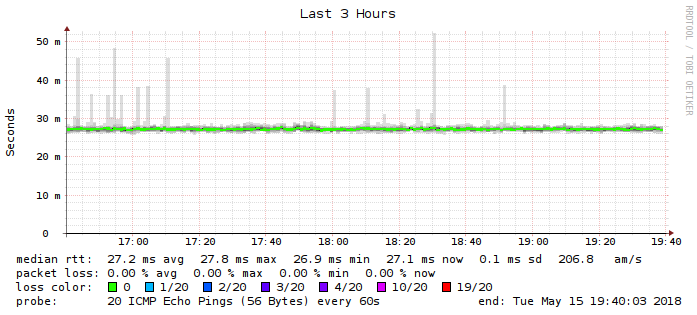 Last 3 Hours
RRDTOOL / TOBI OETIKER
Seconds
50 m
40 m
30 m
20 m
10 m
0
17:00 17:20 17:40 18:00 18:20 18:40 19:00 19:20 19:40
median rtt: 27.2 ms avg 27.8 ms max 26.9 ms min 27.1 ms now 0.1 ms sd 206.8 am/s
packet loss: 0.00 % avg 0.00 % max 0.00 % min 0.00 % now
loss color: 0 1/20 2/20 3/20 4/20 10/20 19/20
probe: 20 ICMP Echo Pings (56 Bytes) every 60s end: Tue May 15 19:40:03 2018